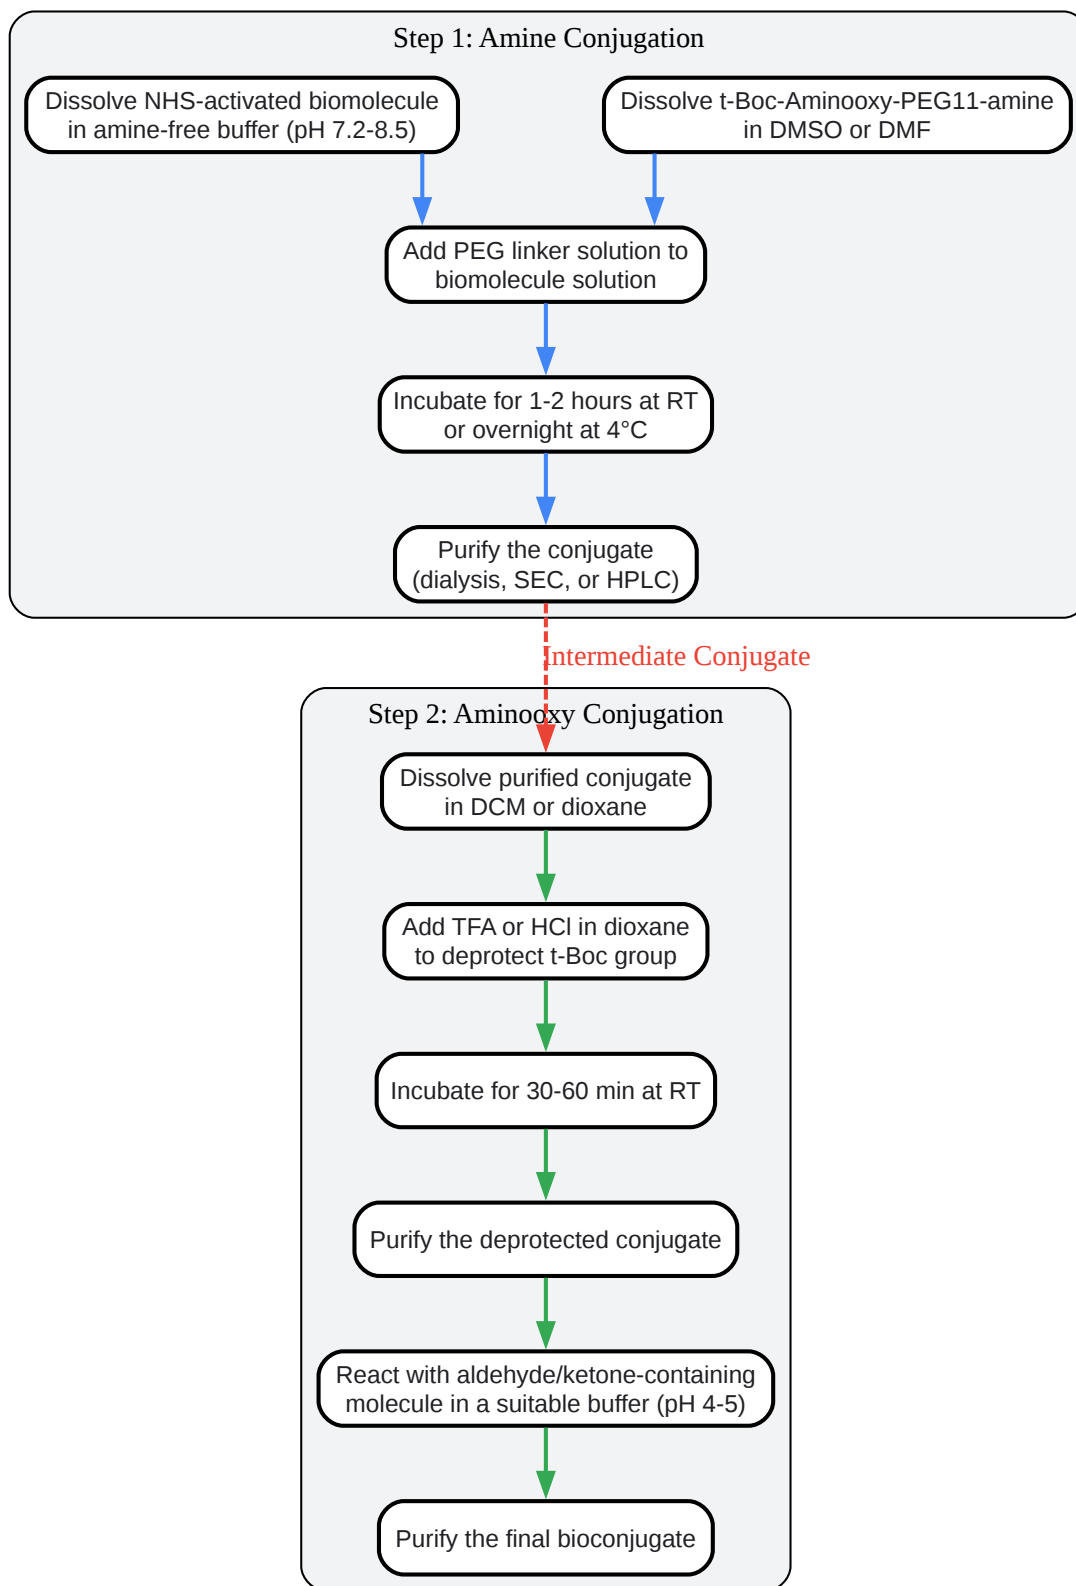 Step 1: Amine Conjugation
Dissolve NHS-activated biomolecule
in amine-free buffer (pH 7.2-8.5)
Dissolve t-Boc-Aminooxy-PEG11-amine
in DMSO or DMF
Add PEG linker solution to
biomolecule solution
Incubate for 1-2 hours at RT
or overnight at 4°C
Purify the conjugate
(dialysis, SEC, or HPLC)
Intermediate Conjugate
Step 2: Aminooxy Conjugation
Dissolve purified conjugate
in DCM or dioxane
Add TFA or HCl in dioxane
to deprotect t-Boc group
Incubate for 30-60 min at RT
Purify the deprotected conjugate
React with aldehyde/ketone-containing
molecule in a suitable buffer (pH 4-5)
Purify the final bioconjugate